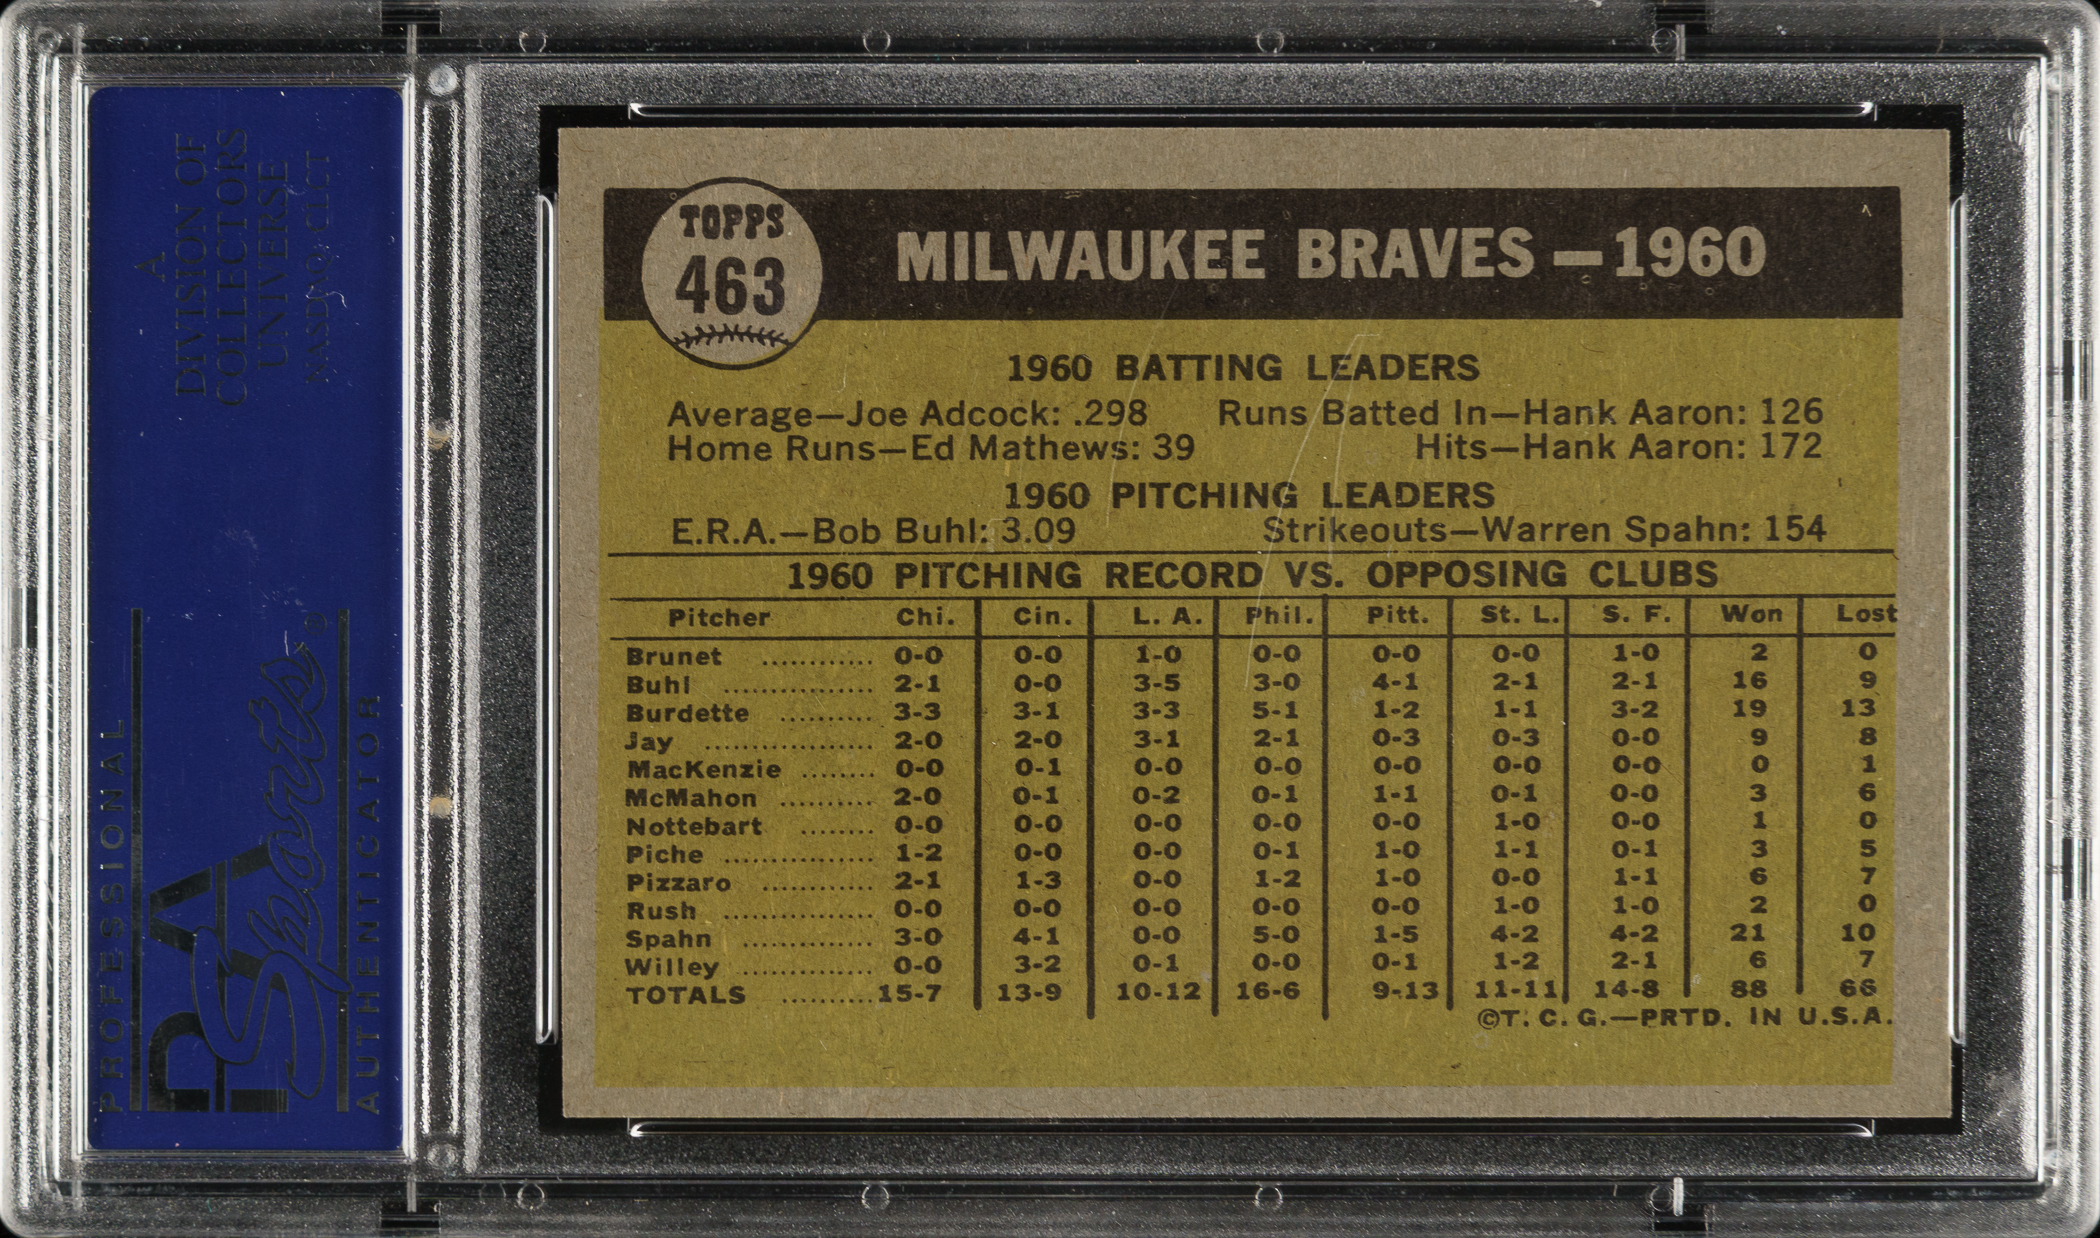 A
DIVISION OF
COLLECTORS
UNIVERSE
NASDAQ: CLCT
PROFESSIONAL
PSA
Sports®
AUTHENTICATOR
TOPPS
463
MILWAUKEE BRAVES — 1960
1960 BATTING LEADERS
Average—Joe Adcock: .298 Runs Batted In—Hank Aaron: 126
Home Runs—Ed Mathews: 39 Hits—Hank Aaron: 172
1960 PITCHING LEADERS
E.R.A.—Bob Buhl: 3.09 Strikeouts—Warren Spahn: 154
1960 PITCHING RECORD VS. OPPOSING CLUBS
Pitcher Chi. Cin. L. A. Phil. Pitt. St. L. S. F. Won Lost
Brunet ............ 0-0 0-0 1-0 0-0 0-0 0-0 1-0 2 0
Buhl ................ 2-1 0-0 3-5 3-0 4-1 2-1 2-1 16 9
Burdette .......... 3-3 3-1 3-3 5-1 1-2 1-1 3-2 19 13
Jay .................. 2-0 2-0 3-1 2-1 0-3 0-3 0-0 9 8
MacKenzie ........ 0-0 0-1 0-0 0-0 0-0 0-0 0-0 0 1
McMahon .......... 2-0 0-1 0-2 0-1 1-1 0-1 0-0 3 6
Nottebart ........ 0-0 0-0 0-0 0-0 0-0 1-0 0-0 1 0
Piche ................ 1-2 0-0 0-0 0-1 1-0 1-1 0-1 3 5
Pizzaro ............ 2-1 1-3 0-0 1-2 1-0 0-0 1-1 6 7
Rush ................ 0-0 0-0 0-0 0-0 0-0 1-0 1-0 2 0
Spahn .............. 3-0 4-1 0-0 5-0 1-5 4-2 4-2 21 10
Willey .............. 0-0 3-2 0-1 0-0 0-1 1-2 2-1 6 7
TOTALS .......... 15-7 13-9 10-12 16-6 9-13 11-11 14-8 88 66
©T. C. G.—PRTD. IN U.S.A.